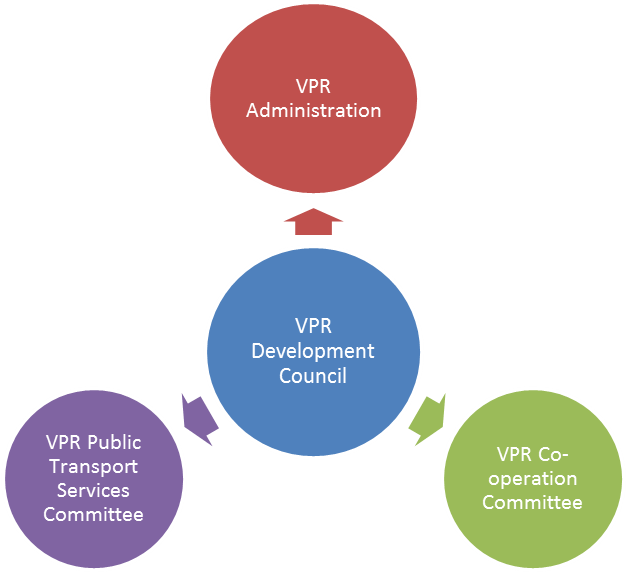 VPR
Administration
VPR
Development
Council
VPR Public
Transport
Services
Committee
VPR Co-
operation
Committee